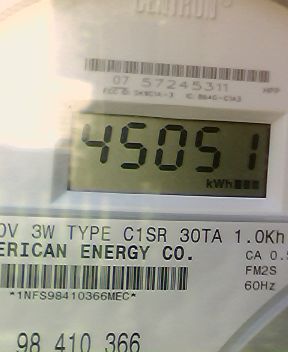 CENTRON®
07 57245311
45051
kWh
0V 3W TYPE C1SR 30TA 1.0Kh
ERICAN ENERGY CO.
CA 0.5
FM2S
60Hz
*1NFS98410366MEC*
98 410 366